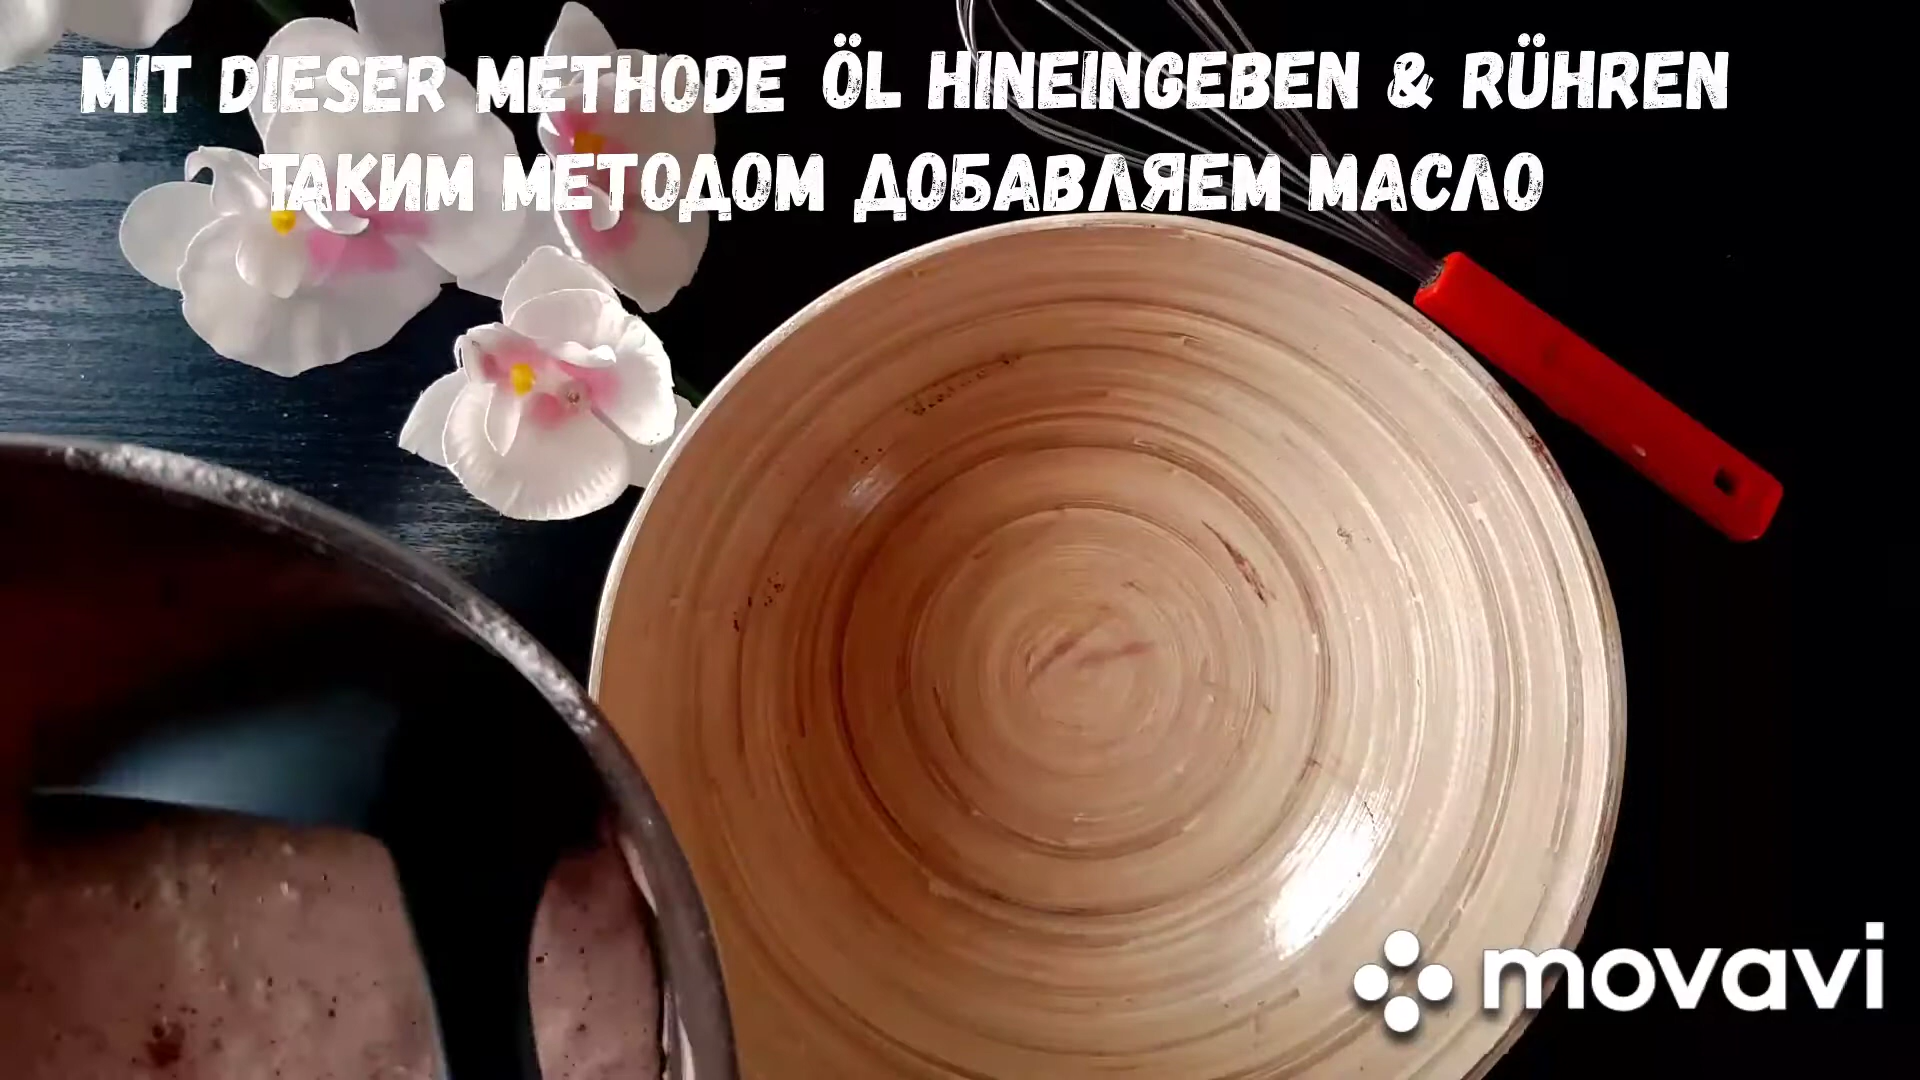 MIT DIESER METHODE ÖL HINEINGEBEN & RÜHREN
ТАКИМ МЕТОДОМ ДОБАВЛЯЕМ МАСЛО
movavi